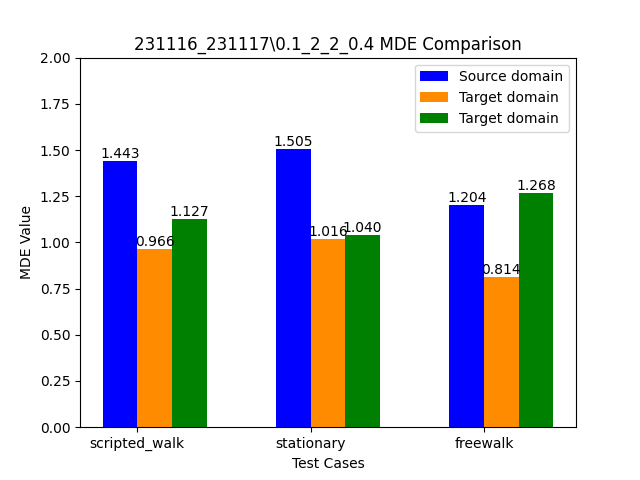 231116_231117\0.1_2_2_0.4 MDE Comparison
2.00
1.75
1.50
1.25
1.00
0.75
0.50
0.25
0.00
MDE Value
Source domain
Target domain
Target domain
1.443
0.966
1.127
1.505
1.016
1.040
1.204
0.814
1.268
scripted_walk
stationary
freewalk
Test Cases